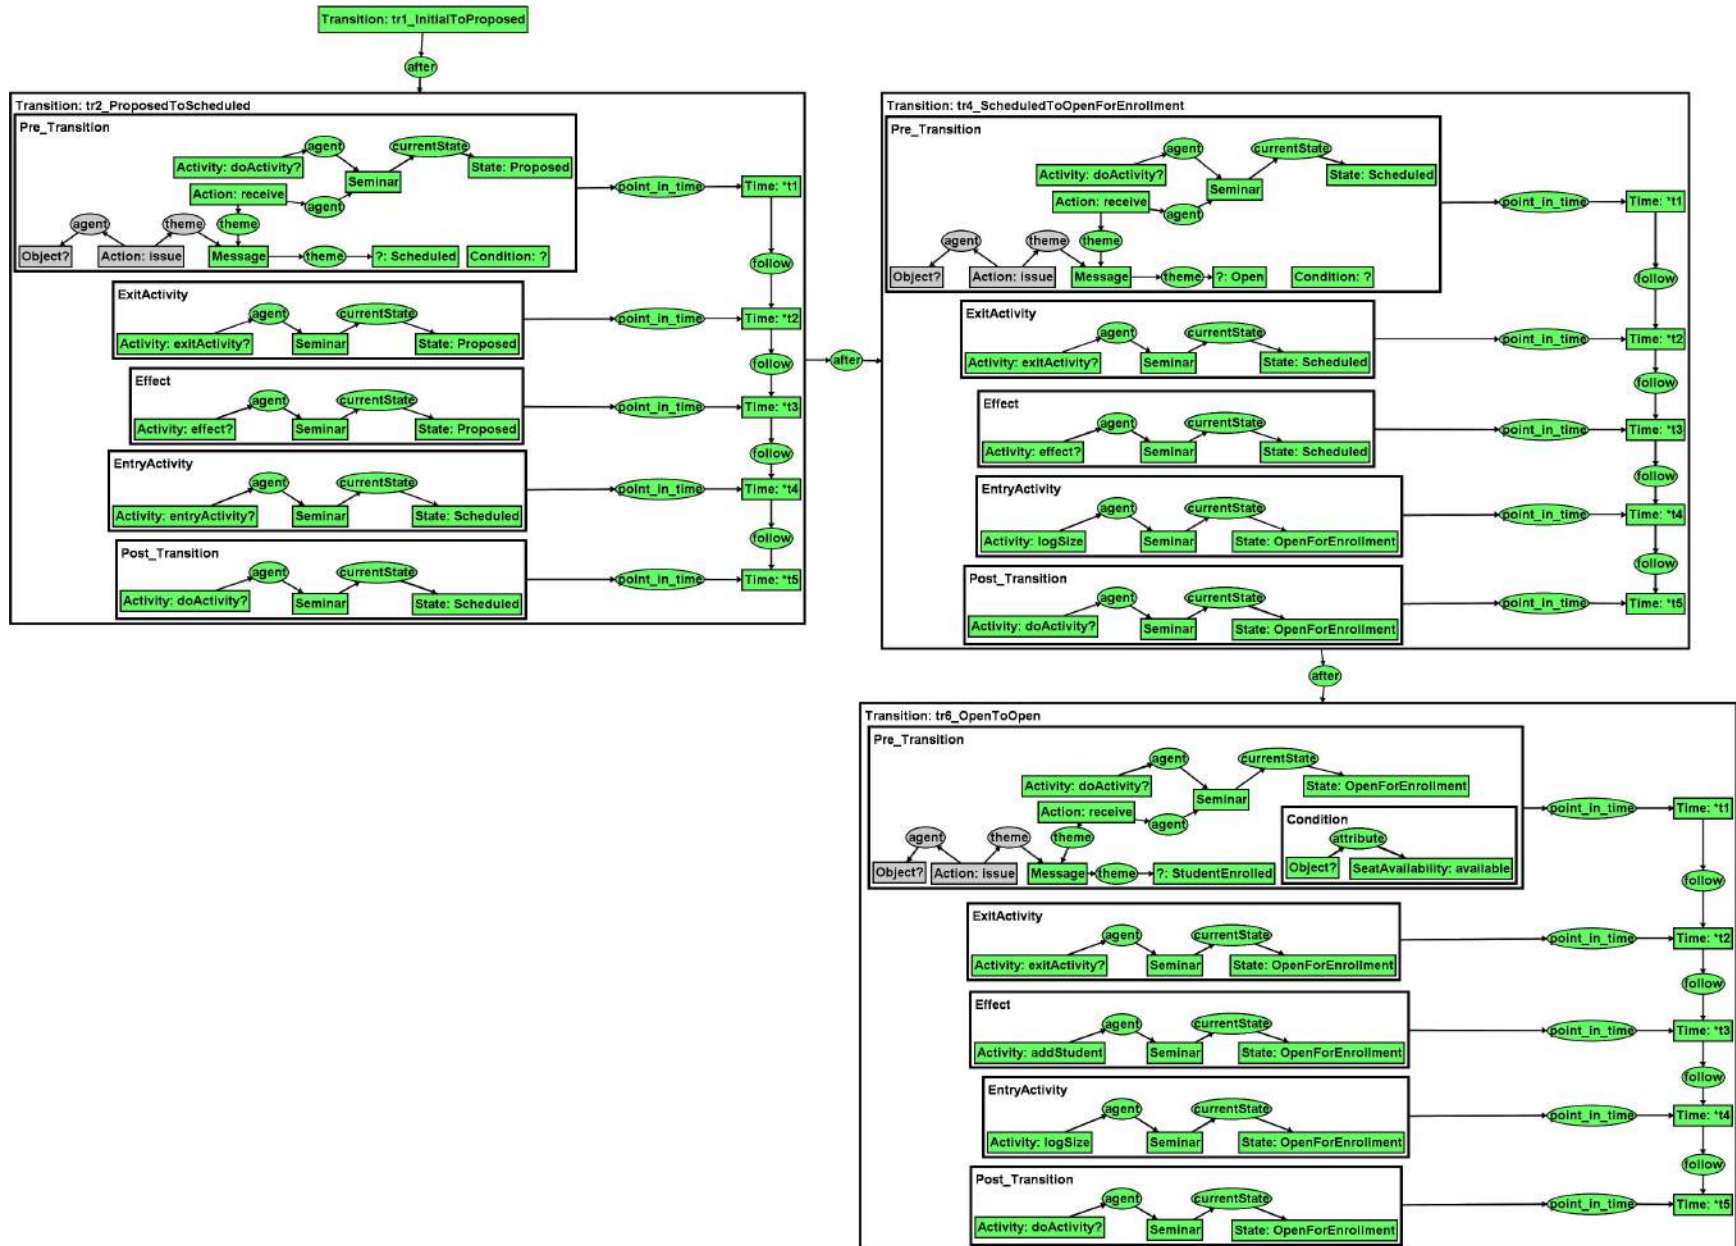 Transition: tr1_InitialToProposed
after
Transition: tr2_ProposedToScheduled
Pre_Transition
agent
currentState
Activity: doActivity?
State: Proposed
Seminar
point_in_time
Time: *t1
Action: receive
agent
agent
theme
theme
Object?
Action: issue
Message
theme
?: Scheduled
Condition: ?
follow
ExitActivity
agent
currentState
point_in_time
Time: *t2
Activity: exitActivity?
Seminar
State: Proposed
follow
Effect
agent
currentState
point_in_time
Time: *t3
Activity: effect?
Seminar
State: Proposed
follow
EntryActivity
agent
currentState
point_in_time
Time: *t4
Activity: entryActivity?
Seminar
State: Scheduled
follow
Post_Transition
agent
currentState
point_in_time
Time: *t5
Activity: doActivity?
Seminar
State: Scheduled
after
Transition: tr4_ScheduledToOpenForEnrollment
Pre_Transition
agent
currentState
Activity: doActivity?
State: Scheduled
Seminar
point_in_time
Time: *t1
Action: receive
agent
agent
theme
theme
Object?
Action: issue
Message
theme
?: Open
Condition: ?
follow
ExitActivity
agent
currentState
point_in_time
Time: *t2
Activity: exitActivity?
Seminar
State: Scheduled
follow
Effect
agent
currentState
point_in_time
Time: *t3
Activity: effect?
Seminar
State: Scheduled
follow
EntryActivity
agent
currentState
point_in_time
Time: *t4
Activity: logSize
Seminar
State: OpenForEnrollment
follow
Post_Transition
agent
currentState
point_in_time
Time: *t5
Activity: doActivity?
Seminar
State: OpenForEnrollment
after
Transition: tr6_OpenToOpen
Pre_Transition
agent
currentState
Activity: doActivity?
State: OpenForEnrollment
Seminar
point_in_time
Time: *t1
Action: receive
agent
Condition
agent
theme
theme
attribute
Object?
Action: issue
Message
theme
?: StudentEnrolled
Object?
SeatAvailability: available
follow
ExitActivity
agent
currentState
point_in_time
Time: *t2
Activity: exitActivity?
Seminar
State: OpenForEnrollment
follow
Effect
agent
currentState
point_in_time
Time: *t3
Activity: addStudent
Seminar
State: OpenForEnrollment
follow
EntryActivity
agent
currentState
point_in_time
Time: *t4
Activity: logSize
Seminar
State: OpenForEnrollment
follow
Post_Transition
agent
currentState
point_in_time
Time: *t5
Activity: doActivity?
Seminar
State: OpenForEnrollment